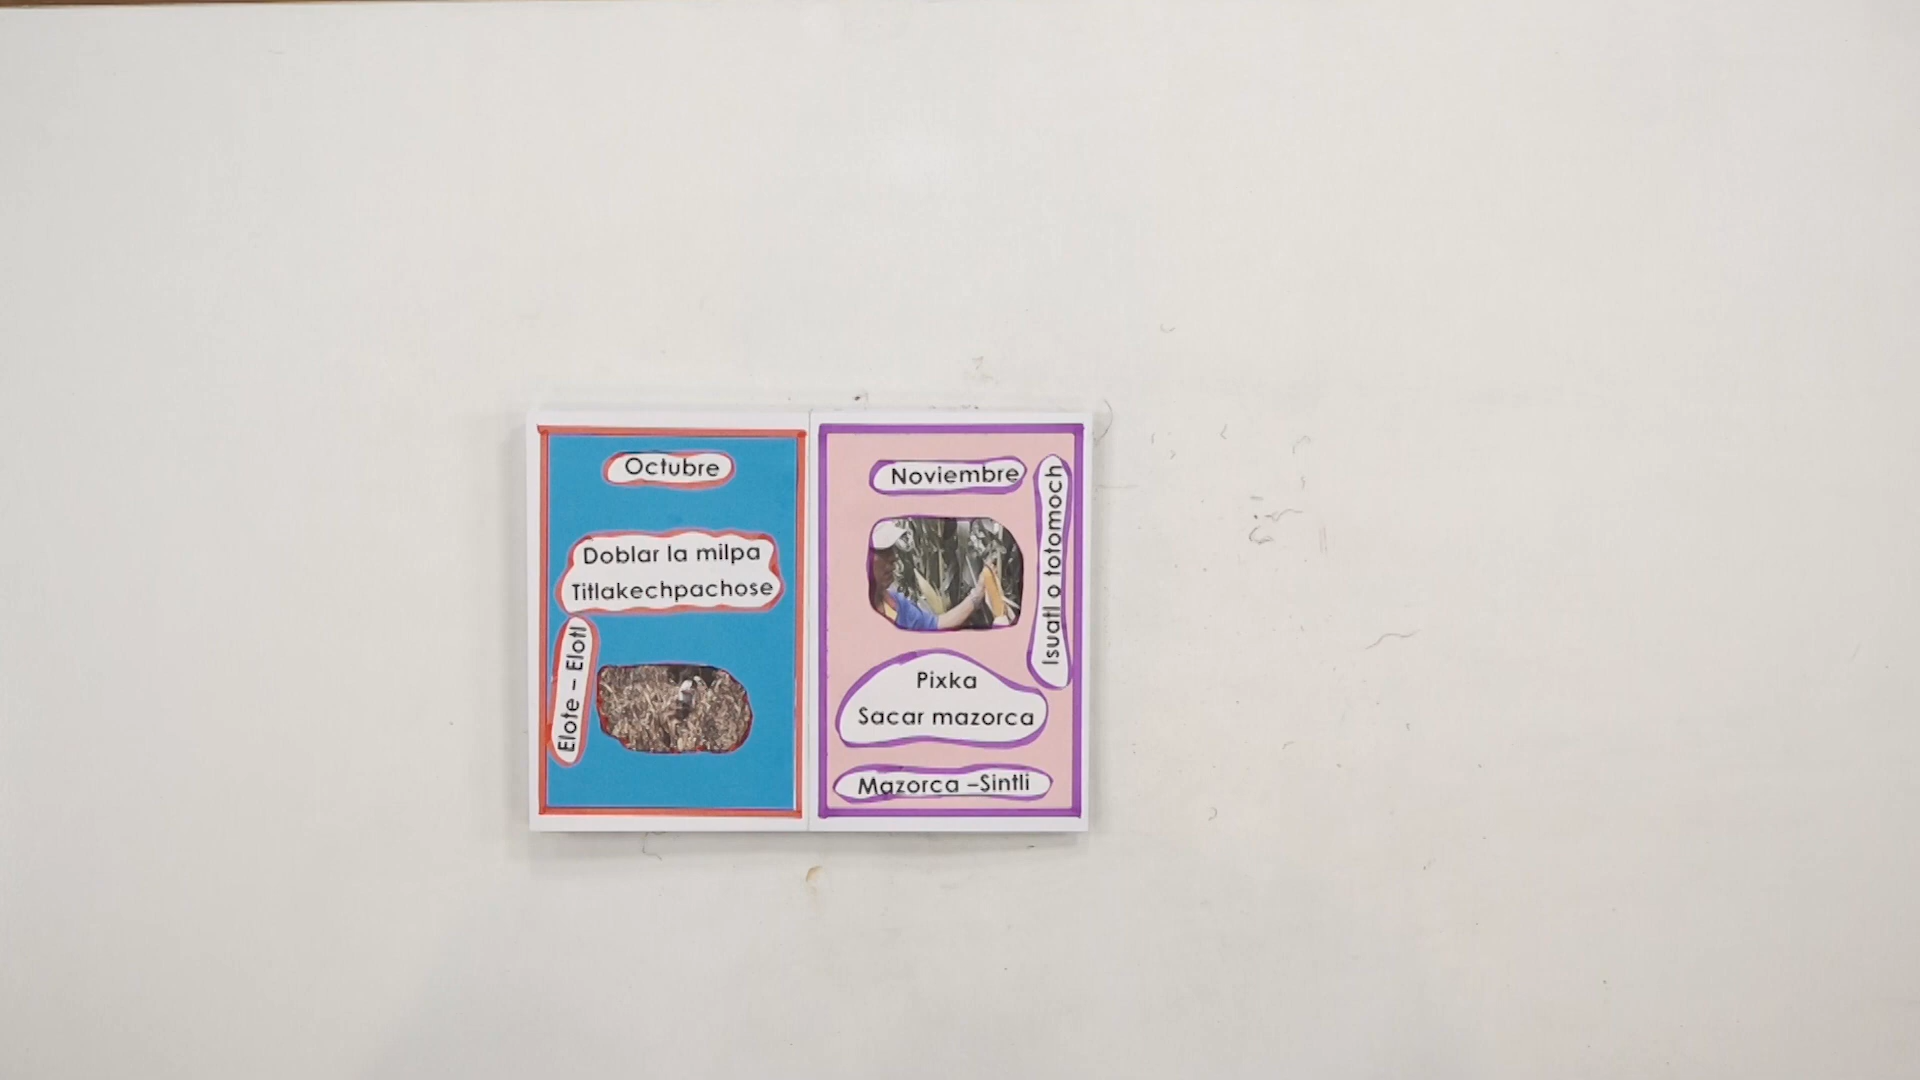 Octubre
Doblar la milpa
Titlakechpachose
Elote – Elotl
Noviembre
Isuatl o totomoch
Pixka
Sacar mazorca
Mazorca –Sintli